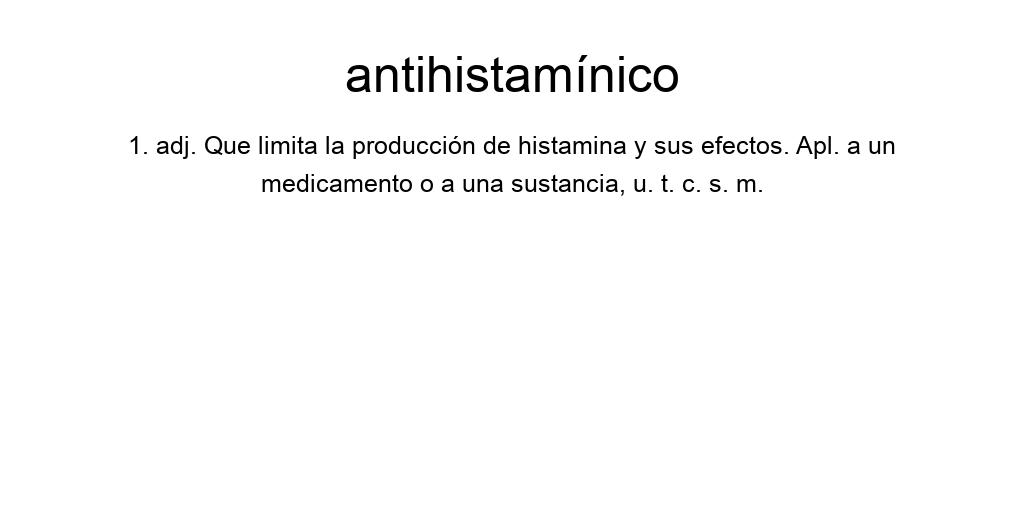 antihistamínico
1. adj. Que limita la producción de histamina y sus efectos. Apl. a un
medicamento o a una sustancia, u. t. c. s. m.